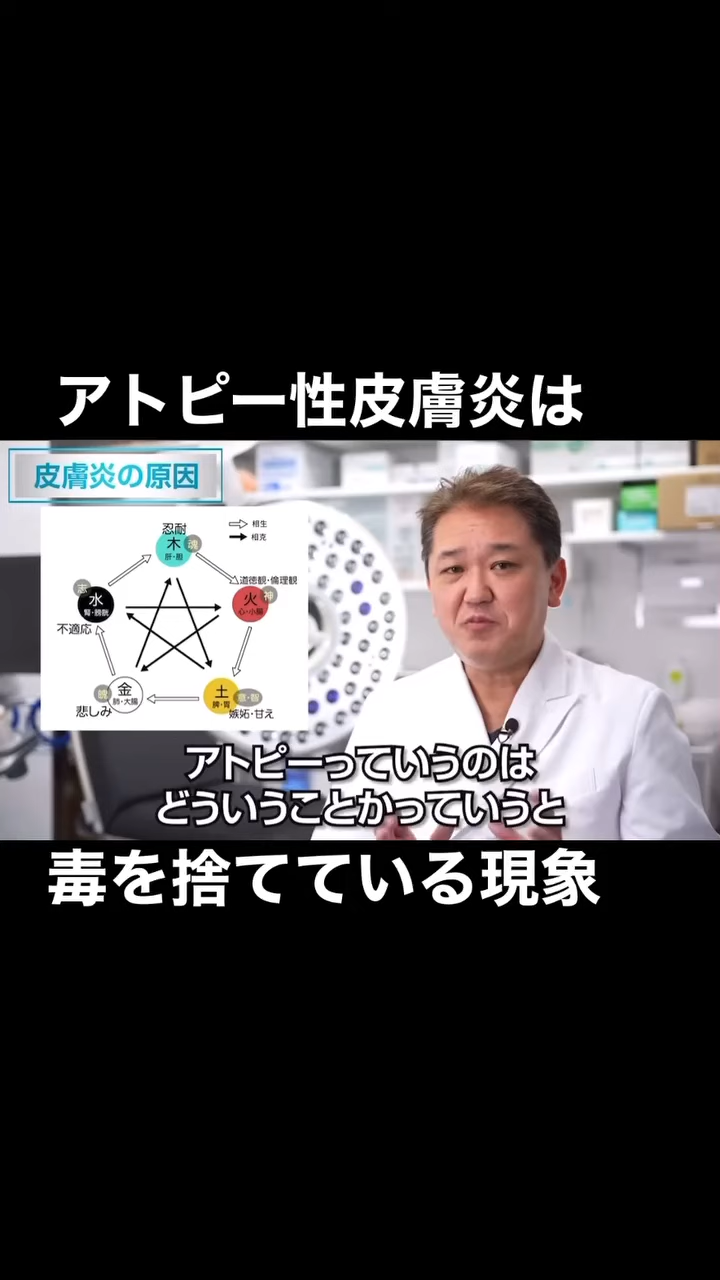 アトピー性皮膚炎は
皮膚炎の原因
忍耐
木
魂
肝・胆
相生
相克
道徳観・倫理観
火
神
心・小腸
志
水
腎・膀胱
不適応
土
脾・胃
嫉妬・甘え
金
魄
肺・大腸
悲しみ
アトピーっていうのは
どういうことかっていうと
毒を捨てている現象